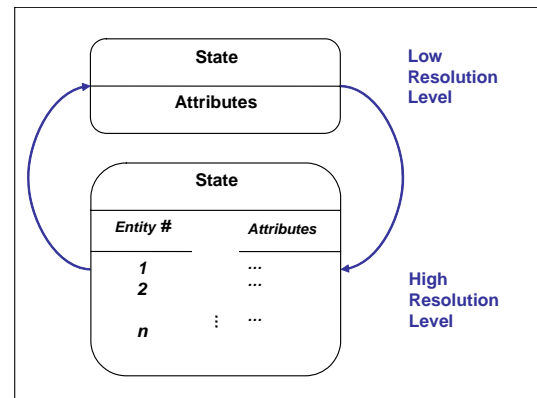 State
Attributes
Low
Resolution
Level
State
Entity # Attributes
1 ...
2 ...
⋮ ...
n
High
Resolution
Level